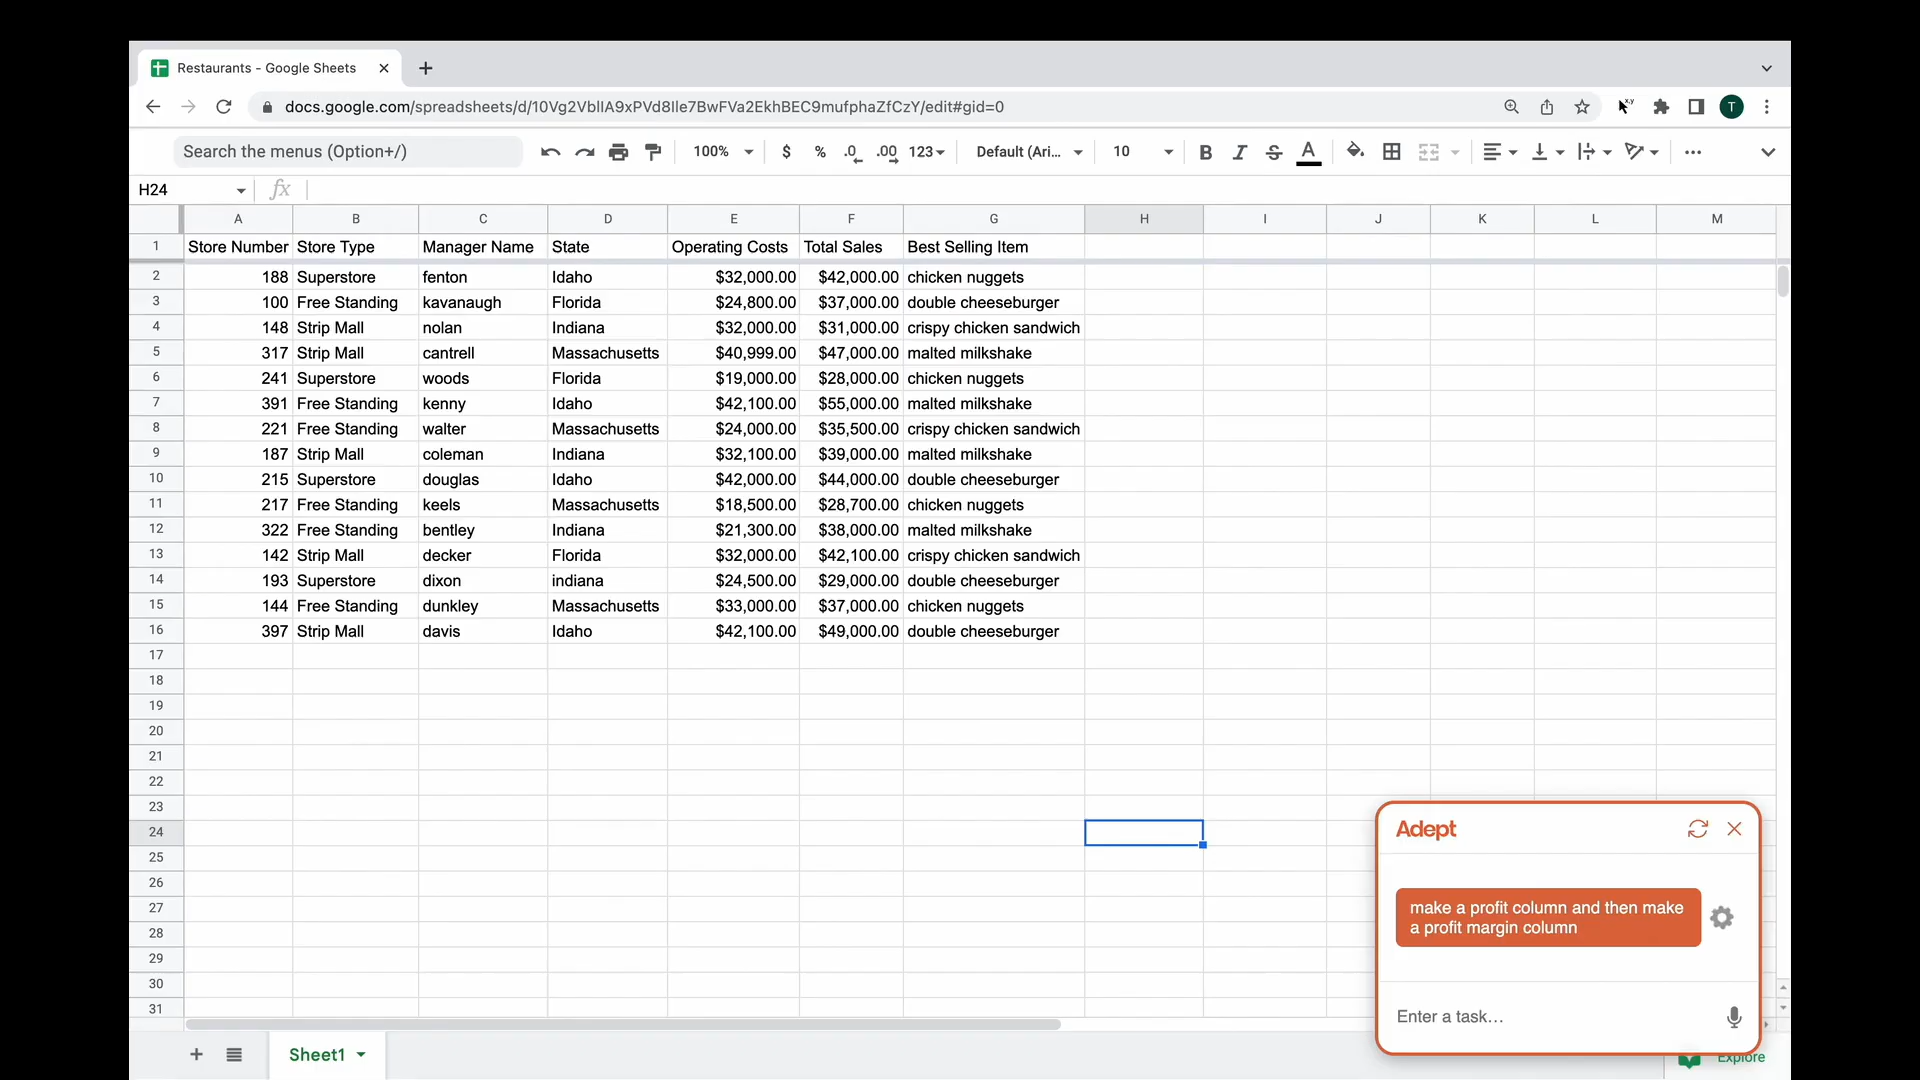 Restaurants - Google Sheets
docs.google.com/spreadsheets/d/10Vg2VblIA9xPVd8Ile7BwFVa2EkhBEC9mufphaZfCzY/edit#gid=0
T
Search the menus (Option+/) 100% $ % .0 .00 123 Default (Ari... 10 B I S A
H24 fx
A B C D E F G H I J K L M
1 Store Number Store Type Manager Name State Operating Costs Total Sales Best Selling Item
2 188 Superstore fenton Idaho $32,000.00 $42,000.00 chicken nuggets
3 100 Free Standing kavanaugh Florida $24,800.00 $37,000.00 double cheeseburger
4 148 Strip Mall nolan Indiana $32,000.00 $31,000.00 crispy chicken sandwich
5 317 Strip Mall cantrell Massachusetts $40,999.00 $47,000.00 malted milkshake
6 241 Superstore woods Florida $19,000.00 $28,000.00 chicken nuggets
7 391 Free Standing kenny Idaho $42,100.00 $55,000.00 malted milkshake
8 221 Free Standing walter Massachusetts $24,000.00 $35,500.00 crispy chicken sandwich
9 187 Strip Mall coleman Indiana $32,100.00 $39,000.00 malted milkshake
10 215 Superstore douglas Idaho $42,000.00 $44,000.00 double cheeseburger
11 217 Free Standing keels Massachusetts $18,500.00 $28,700.00 chicken nuggets
12 322 Free Standing bentley Indiana $21,300.00 $38,000.00 malted milkshake
13 142 Strip Mall decker Florida $32,000.00 $42,100.00 crispy chicken sandwich
14 193 Superstore dixon indiana $24,500.00 $29,000.00 double cheeseburger
15 144 Free Standing dunkley Massachusetts $33,000.00 $37,000.00 chicken nuggets
16 397 Strip Mall davis Idaho $42,100.00 $49,000.00 double cheeseburger
17
18
19
20
21
22
23
24
25
26
27
28
29
30
31
Adept
make a profit column and then make
a profit margin column
Enter a task...
Sheet1
Explore